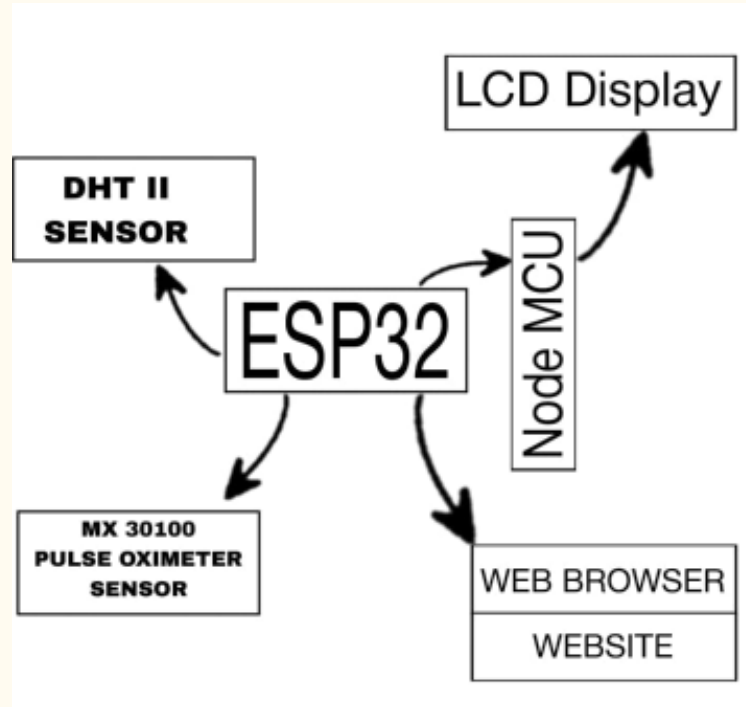 LCD Display
DHT II
SENSOR
Node MCU
ESP32
MX 30100
PULSE OXIMETER
SENSOR
WEB BROWSER
WEBSITE